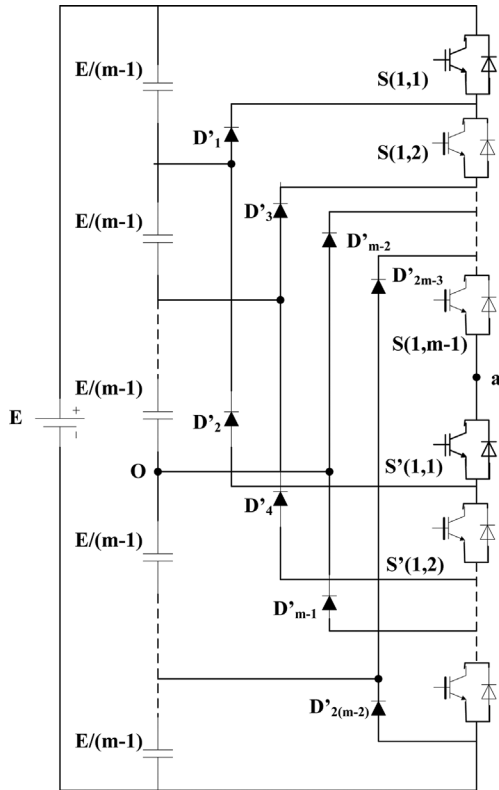 E/(m-1)
S(1,1)
D'1
S(1,2)
E/(m-1)
D'3
D'm-2
D'2m-3
S(1,m-1)
E/(m-1)
a
E
+
-
D'2
S'(1,1)
O
D'4
E/(m-1)
S'(1,2)
D'm-1
D'2(m-2)
E/(m-1)